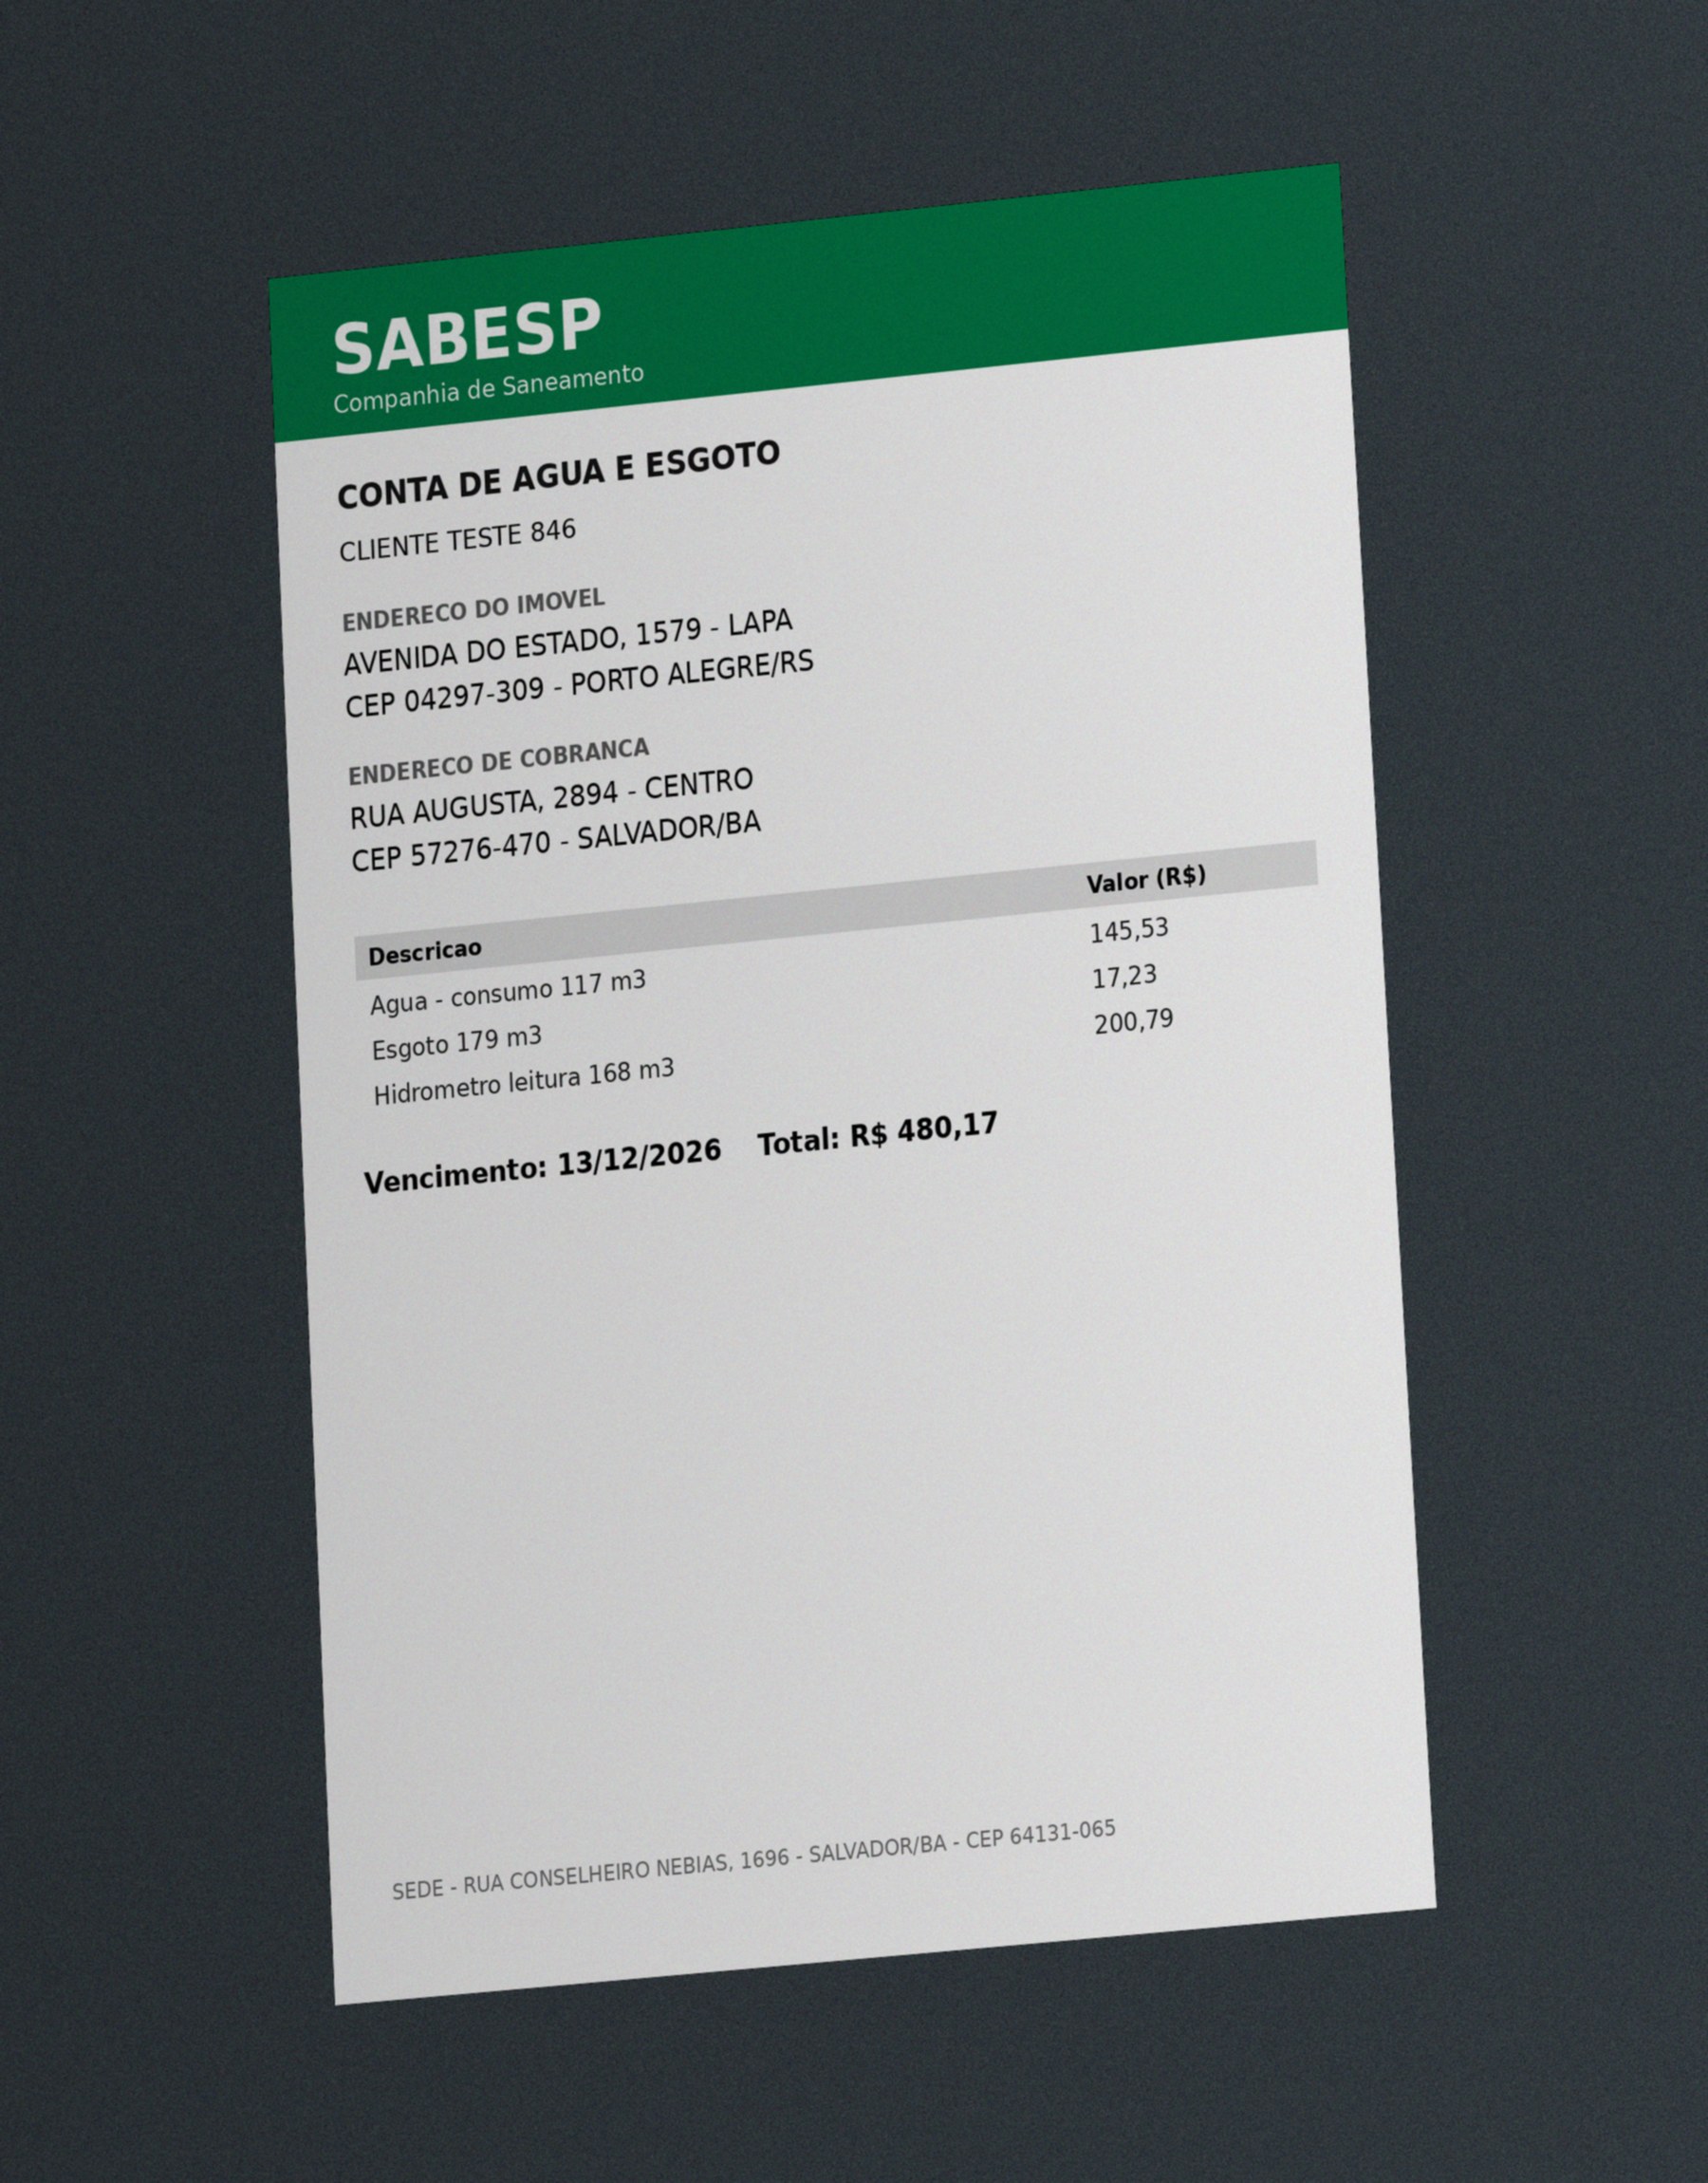 SABESP
Companhia de Saneamento
CONTA DE AGUA E ESGOTO
CLIENTE TESTE 846
ENDERECO DO IMOVEL
AVENIDA DO ESTADO, 1579 - LAPA
CEP 04297-309 - PORTO ALEGRE/RS
ENDERECO DE COBRANCA
RUA AUGUSTA, 2894 - CENTRO
CEP 57276-470 - SALVADOR/BA
Descricao Valor (R$)
Agua - consumo 117 m3 145,53
Esgoto 179 m3 17,23
Hidrometro leitura 168 m3 200,79
Vencimento: 13/12/2026 Total: R$ 480,17
SEDE - RUA CONSELHEIRO NEBIAS, 1696 - SALVADOR/BA - CEP 64131-065